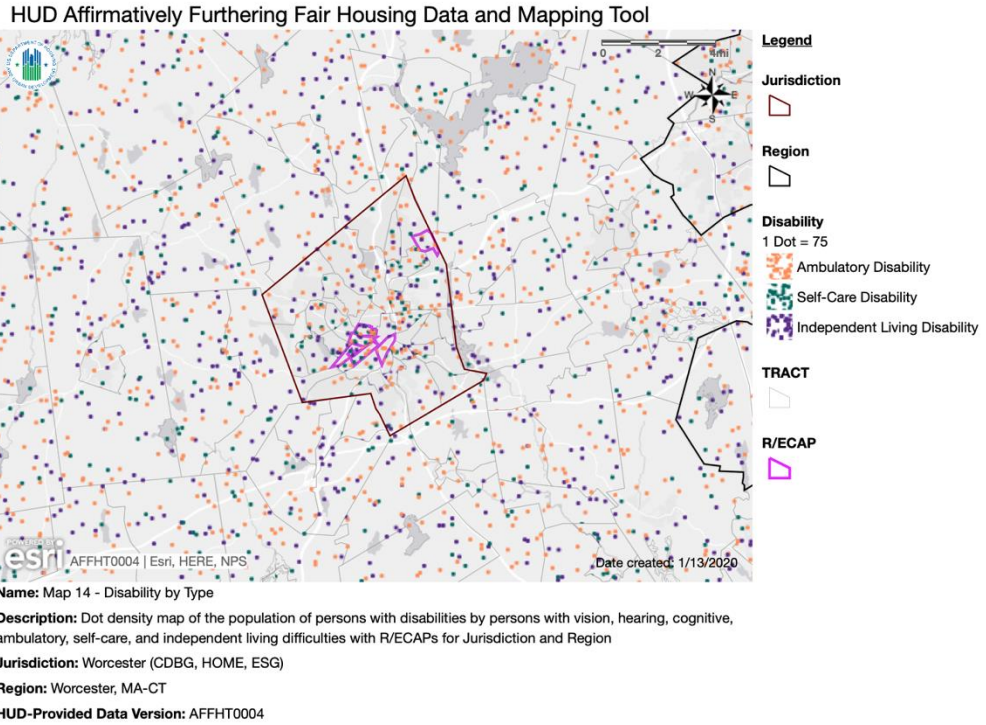 HUD Affirmatively Furthering Fair Housing Data and Mapping Tool
0 2 4mi
N
W E
S
Legend
Jurisdiction
Region
Disability
1 Dot = 75
Ambulatory Disability
Self-Care Disability
Independent Living Disability
TRACT
R/ECAP
POWERED BY
esri
AFFHT0004 | Esri, HERE, NPS
Date created: 1/13/2020
Name: Map 14 - Disability by Type
Description: Dot density map of the population of persons with disabilities by persons with vision, hearing, cognitive,
ambulatory, self-care, and independent living difficulties with R/ECAPs for Jurisdiction and Region
Jurisdiction: Worcester (CDBG, HOME, ESG)
Region: Worcester, MA-CT
HUD-Provided Data Version: AFFHT0004